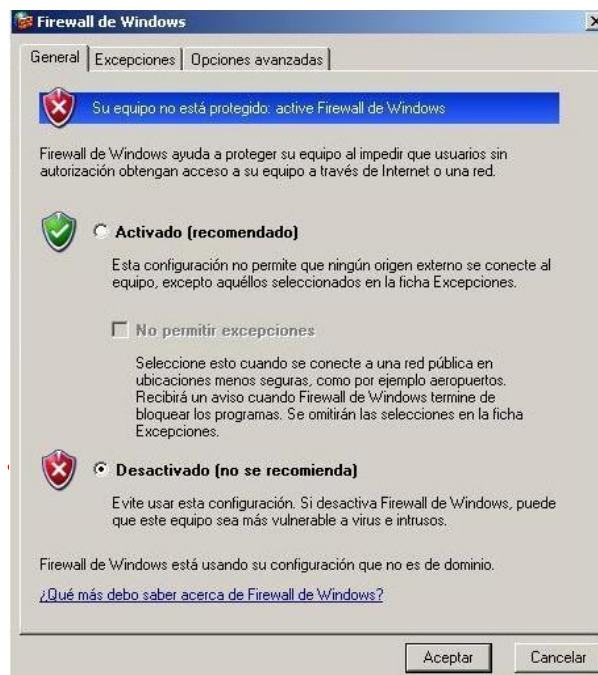 Firewall de Windows
General Excepciones Opciones avanzadas
Su equipo no está protegido: active Firewall de Windows
Firewall de Windows ayuda a proteger su equipo al impedir que usuarios sin
autorización obtengan acceso a su equipo a través de Internet o una red.
Activado (recomendado)
Esta configuración no permite que ningún origen externo se conecte al
equipo, excepto aquéllos seleccionados en la ficha Excepciones.
No permitir excepciones
Seleccione esto cuando se conecte a una red pública en
ubicaciones menos seguras, como por ejemplo aeropuertos.
Recibirá un aviso cuando Firewall de Windows termine de
bloquear los programas. Se omitirán las selecciones en la ficha
Excepciones.
Desactivado (no se recomienda)
Evite usar esta configuración. Si desactiva Firewall de Windows, puede
que este equipo sea más vulnerable a virus e intrusos.
Firewall de Windows está usando su configuración que no es de dominio.
¿Qué más debo saber acerca de Firewall de Windows?
Aceptar Cancelar